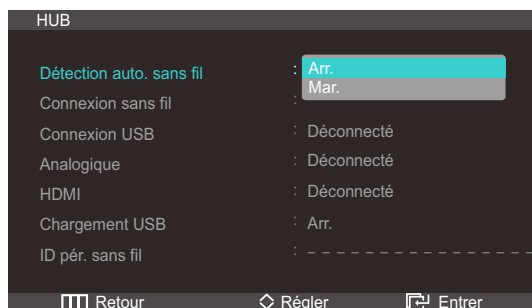 HUB
Détection auto. sans fil : Arr.
Mar.
Connexion sans fil :
Connexion USB : Déconnecté
Analogique : Déconnecté
HDMI : Déconnecté
Chargement USB : Arr.
ID pér. sans fil : – – – – – – – – – – – – – – –
Retour Régler Entrer